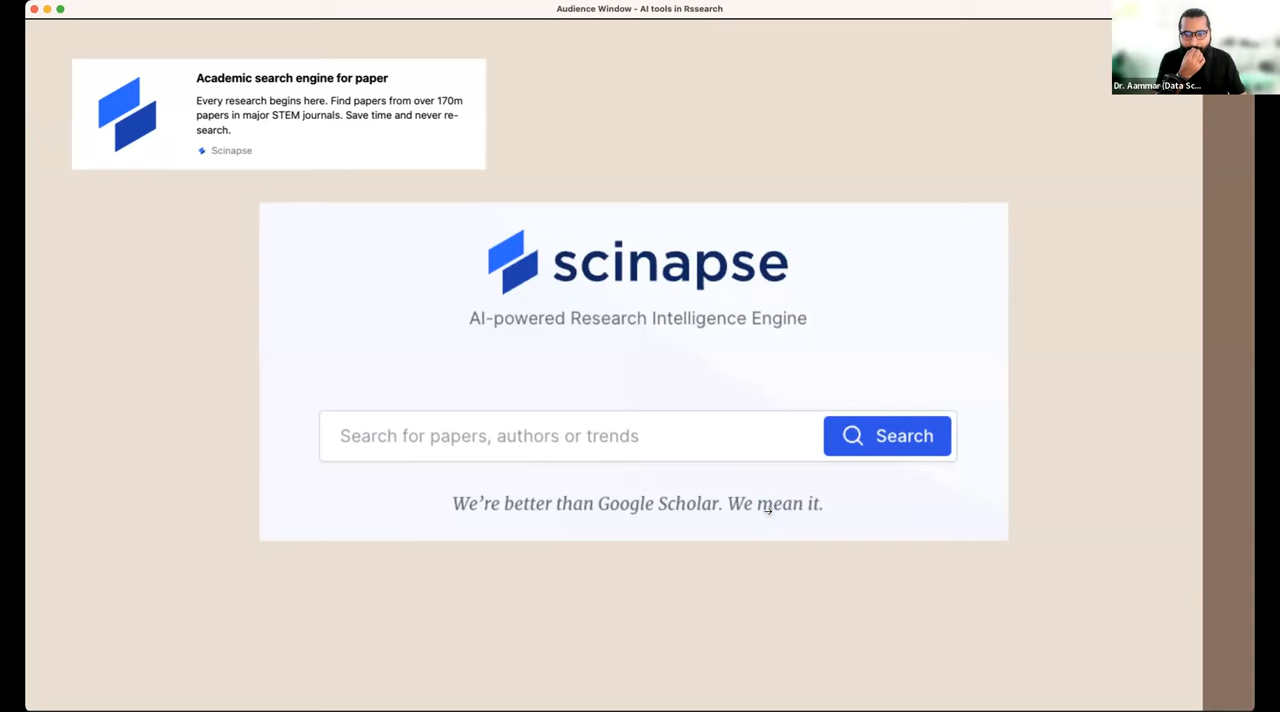 Audience Window - AI tools in Rssearch
Academic search engine for paper
Every research begins here. Find papers from over 170m
papers in major STEM journals. Save time and never re-
search.
Scinapse
scinapse
AI-powered Research Intelligence Engine
Search for papers, authors or trends
Search
We're better than Google Scholar. We mean it.
Dr. Aammar (Data Sc...